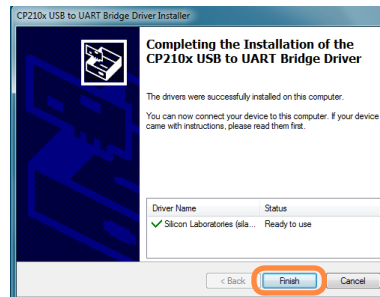 CP210x USB to UART Bridge Driver Installer
Completing the Installation of the
CP210x USB to UART Bridge Driver
The drivers were successfully installed on this computer.
You can now connect your device to this computer. If your device
came with instructions, please read them first.
Driver Name Status
Silicon Laboratories (sila... Ready to use
< Back Finish Cancel